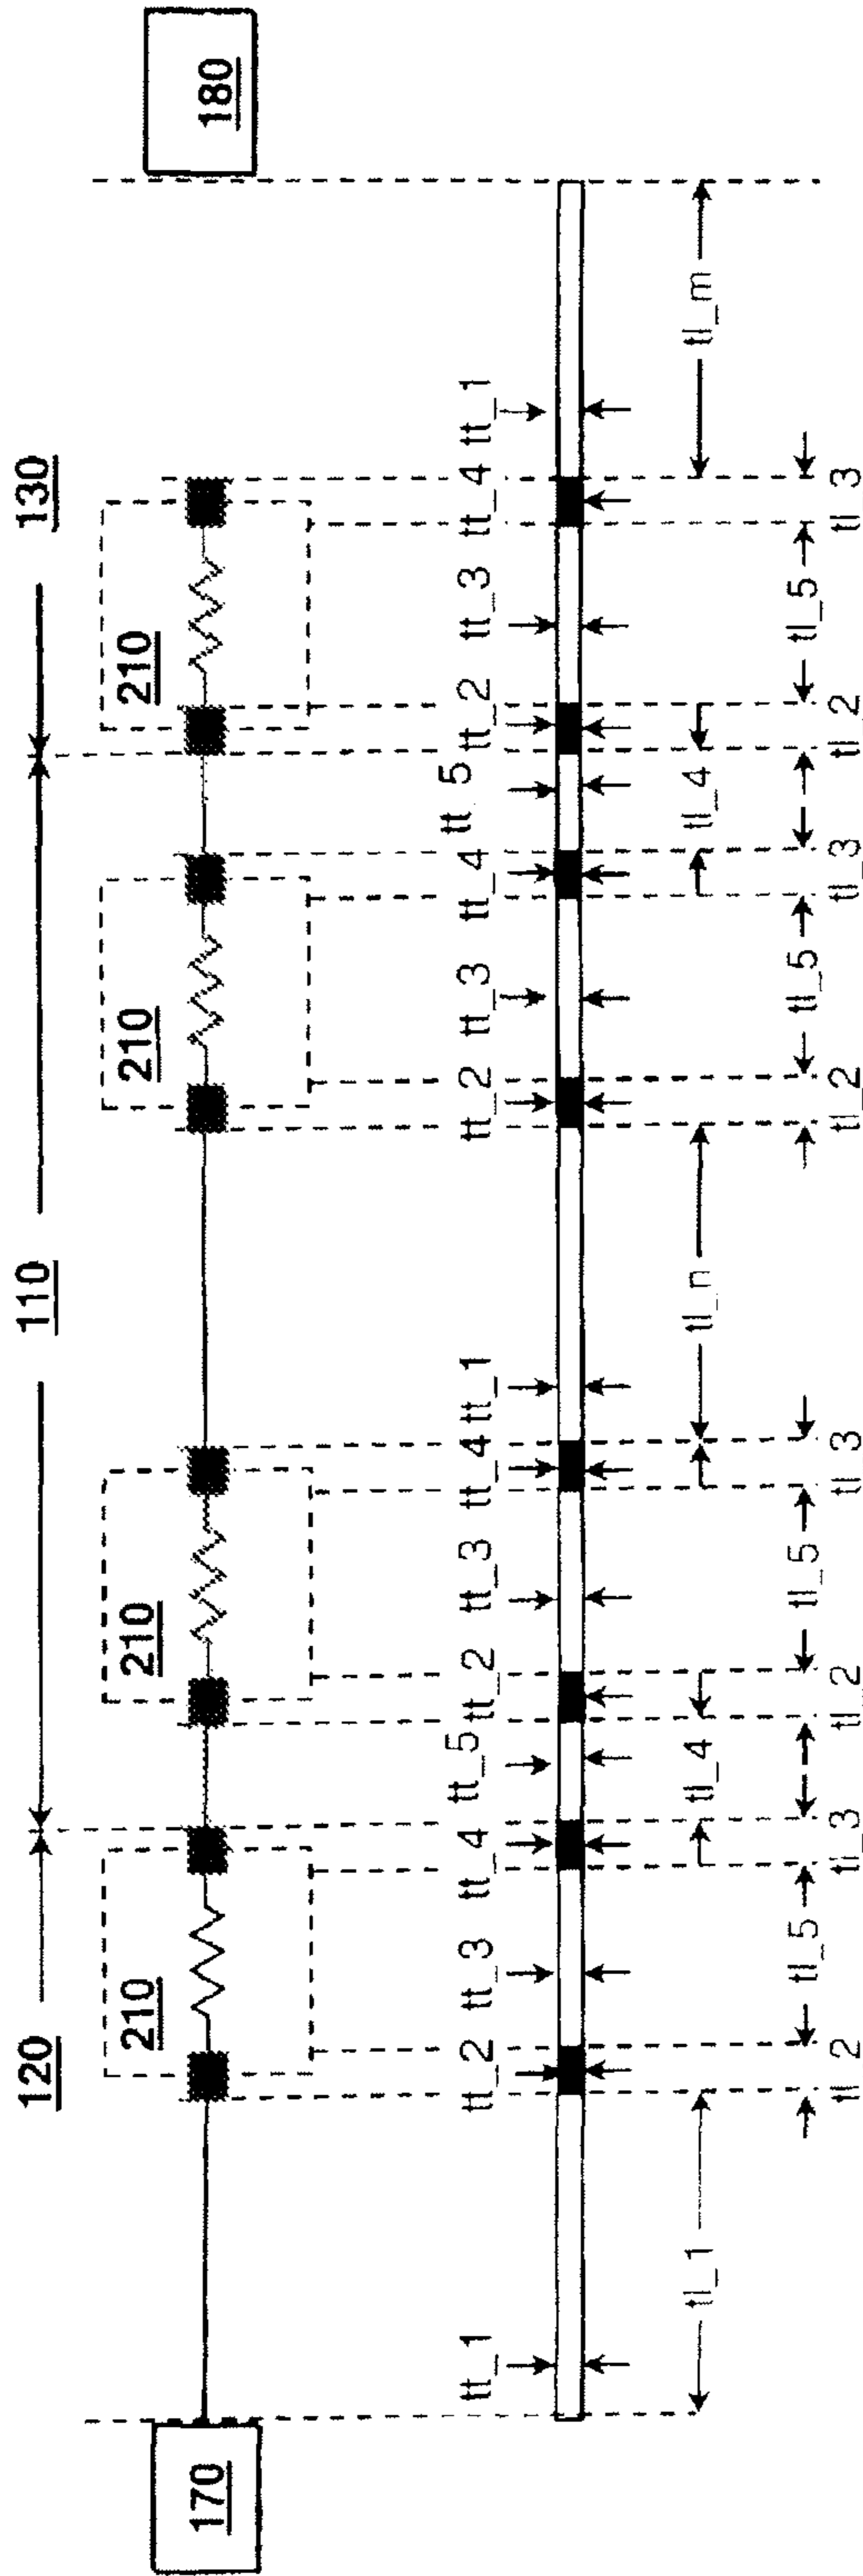 120 110 130
210 210 210 210
170 180
tt_1 tt_2 tt_3 tt_4 tt_5 tt_2 tt_3 tt_4 tt_1 tt_2 tt_3 tt_4 tt_5 tt_2 tt_3 tt_4 tt_1
tl_1 tl_4 tl_n tl_4 tl_m
tl_5 tl_5 tl_5 tl_5
tl_2 tl_3 tl_2 tl_3 tl_2 tl_3 tl_2 tl_3